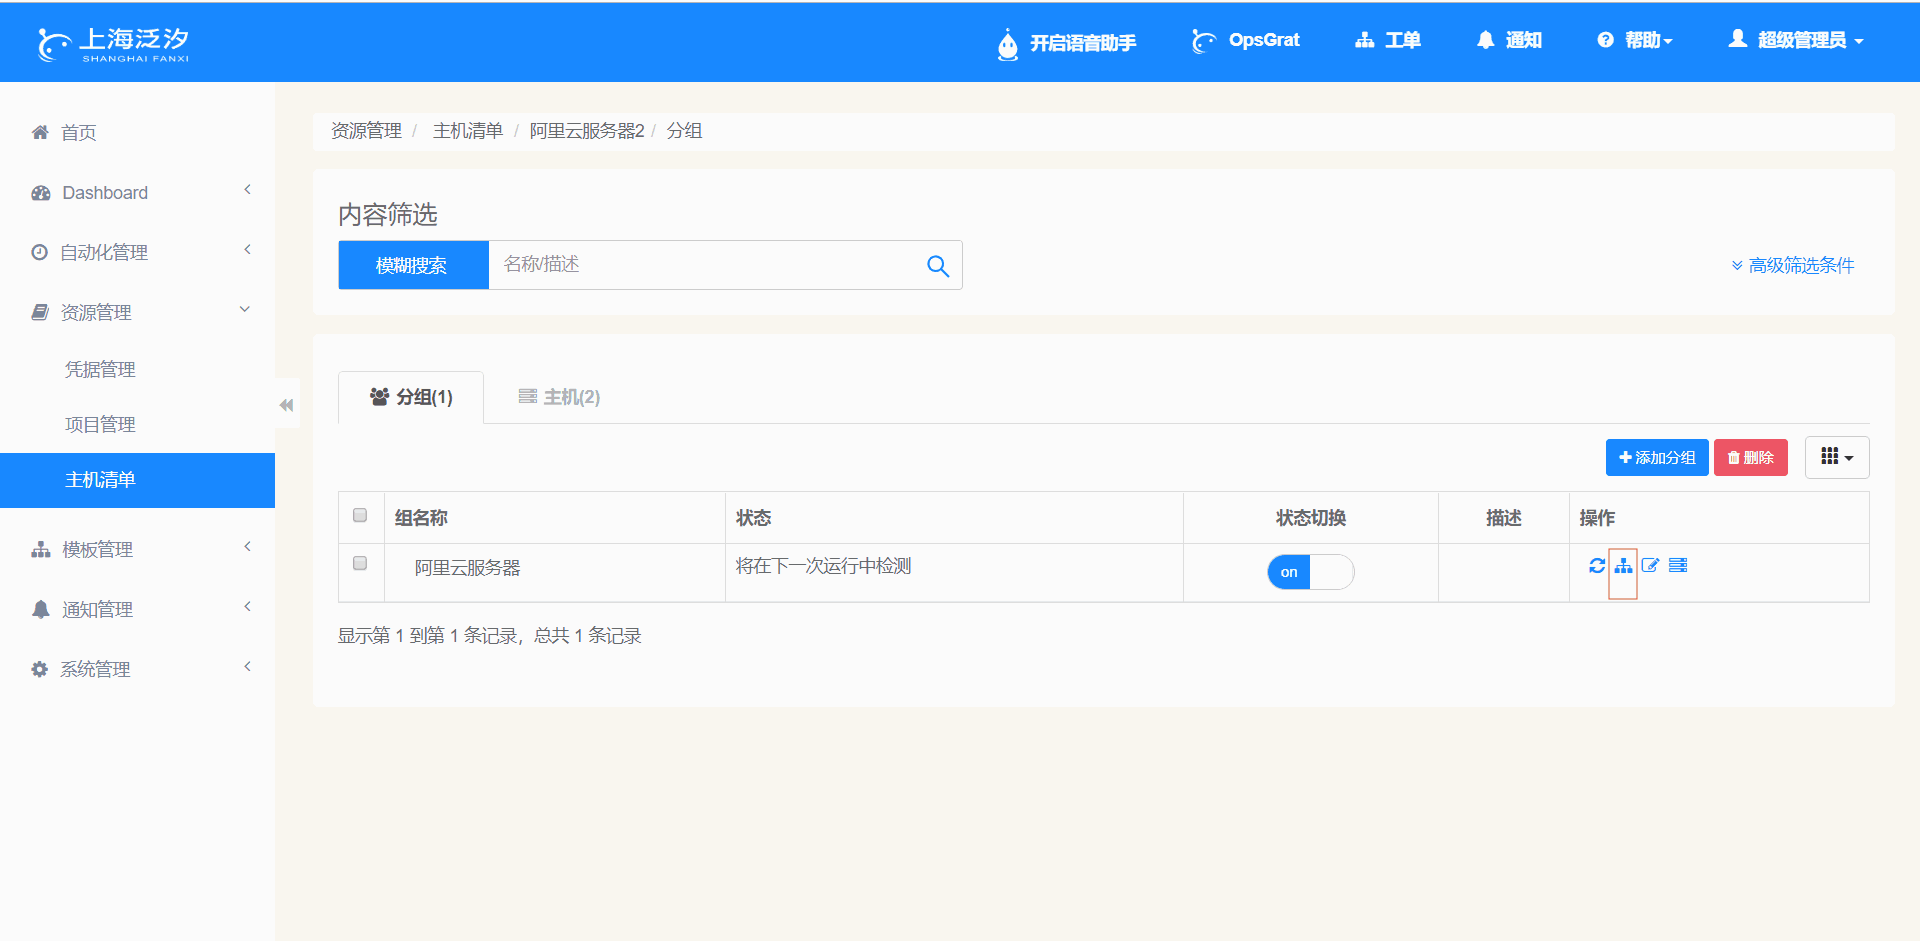 上海泛汐
SHANGHAI FANXI
开启语音助手
OpsGrat
工单
通知
帮助
超级管理员
首页
Dashboard
自动化管理
资源管理
凭据管理
项目管理
主机清单
模板管理
通知管理
系统管理
资源管理 / 主机清单 / 阿里云服务器2 / 分组
内容筛选
模糊搜索 名称/描述
高级筛选条件
分组(1) 主机(2)
添加分组 删除
组名称 状态 状态切换 描述 操作
阿里云服务器 将在下一次运行中检测 on
显示第 1 到第 1 条记录，总共 1 条记录